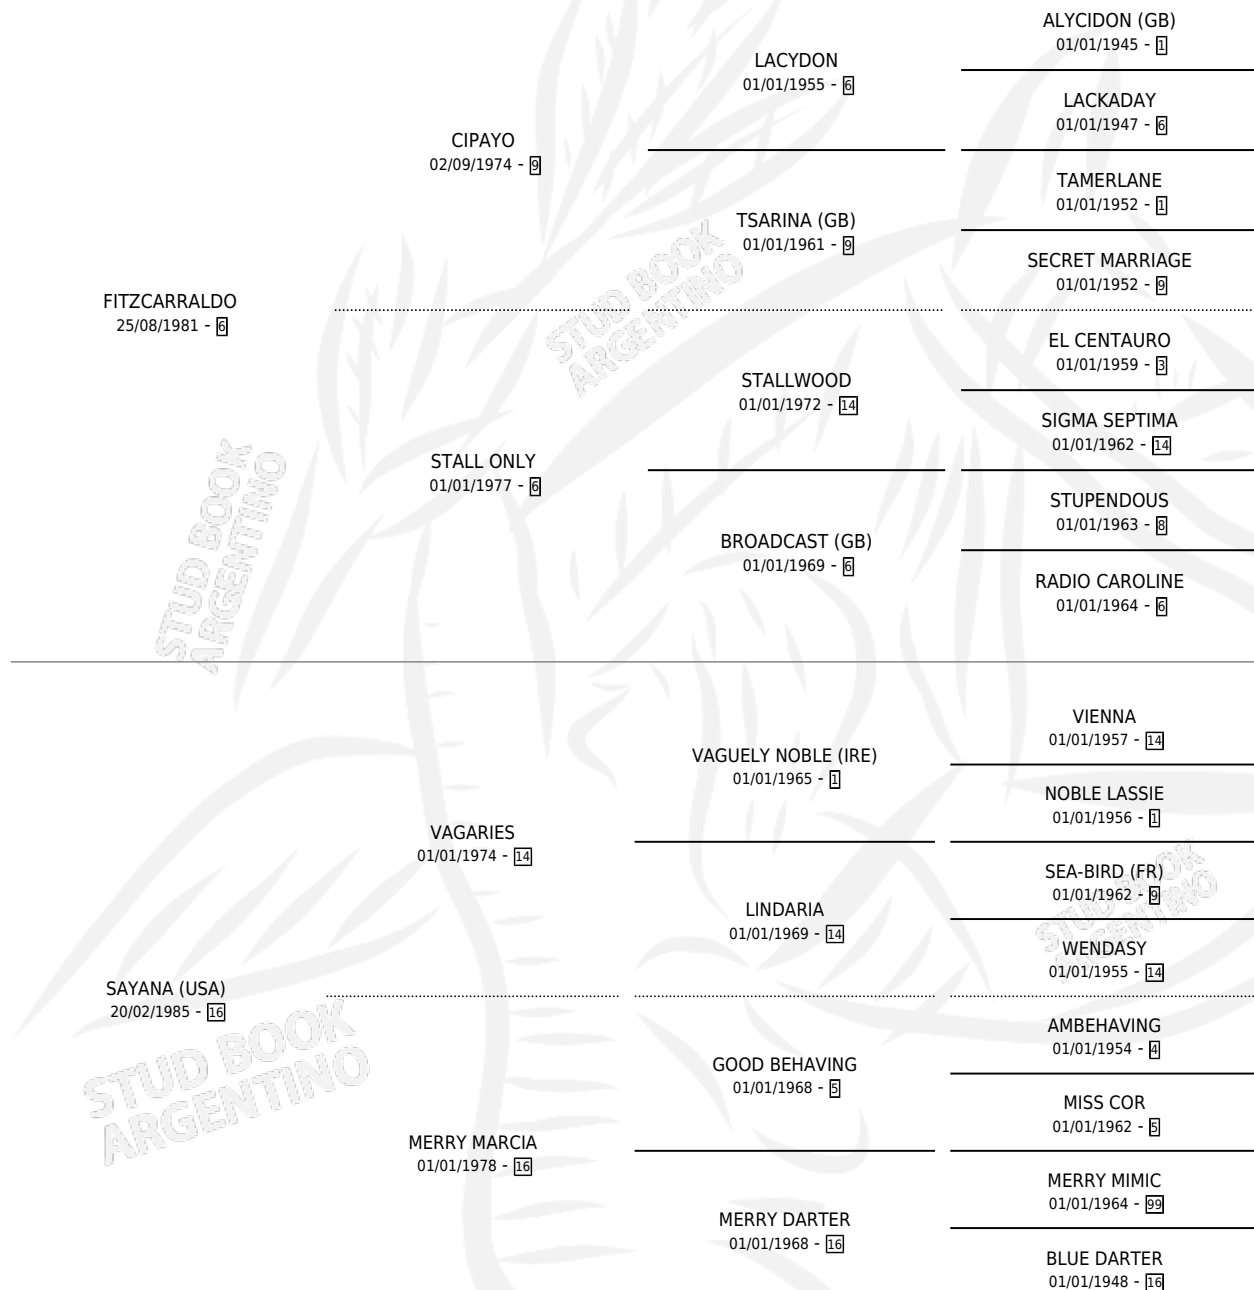 ALYCIDON (GB)
01/01/1945 - 1
LACYDON
01/01/1955 - 6
LACKADAY
01/01/1947 - 6
CIPAYO
02/09/1974 - 9
TAMERLANE
01/01/1952 - 1
TSARINA (GB)
01/01/1961 - 9
SECRET MARRIAGE
01/01/1952 - 9
FITZCARRALDO
25/08/1981 - 6
EL CENTAURO
01/01/1959 - 3
STALLWOOD
01/01/1972 - 14
SIGMA SEPTIMA
01/01/1962 - 14
STALL ONLY
01/01/1977 - 6
STUPENDOUS
01/01/1963 - 8
BROADCAST (GB)
01/01/1969 - 6
RADIO CAROLINE
01/01/1964 - 6
VIENNA
01/01/1957 - 14
VAGUELY NOBLE (IRE)
01/01/1965 - 1
NOBLE LASSIE
01/01/1956 - 1
VAGARIES
01/01/1974 - 14
SEA-BIRD (FR)
01/01/1962 - 9
LINDARIA
01/01/1969 - 14
WENDASY
01/01/1955 - 14
SAYANA (USA)
20/02/1985 - 16
AMBEHAVING
01/01/1954 - 4
GOOD BEHAVING
01/01/1968 - 5
MISS COR
01/01/1962 - 5
MERRY MARCIA
01/01/1978 - 16
MERRY MIMIC
01/01/1964 - 99
MERRY DARTER
01/01/1968 - 16
BLUE DARTER
01/01/1948 - 16
STUD BOOK
ARGENTINO
STUD BOOK
ARGENTINO
STUD BOOK
ARGENTINO
STUD BOOK
ARGENTINO